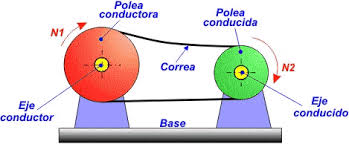 Polea
conductora
Polea
conducida
N1
Correa
N2
Eje
conductor
Base
Eje
conducido